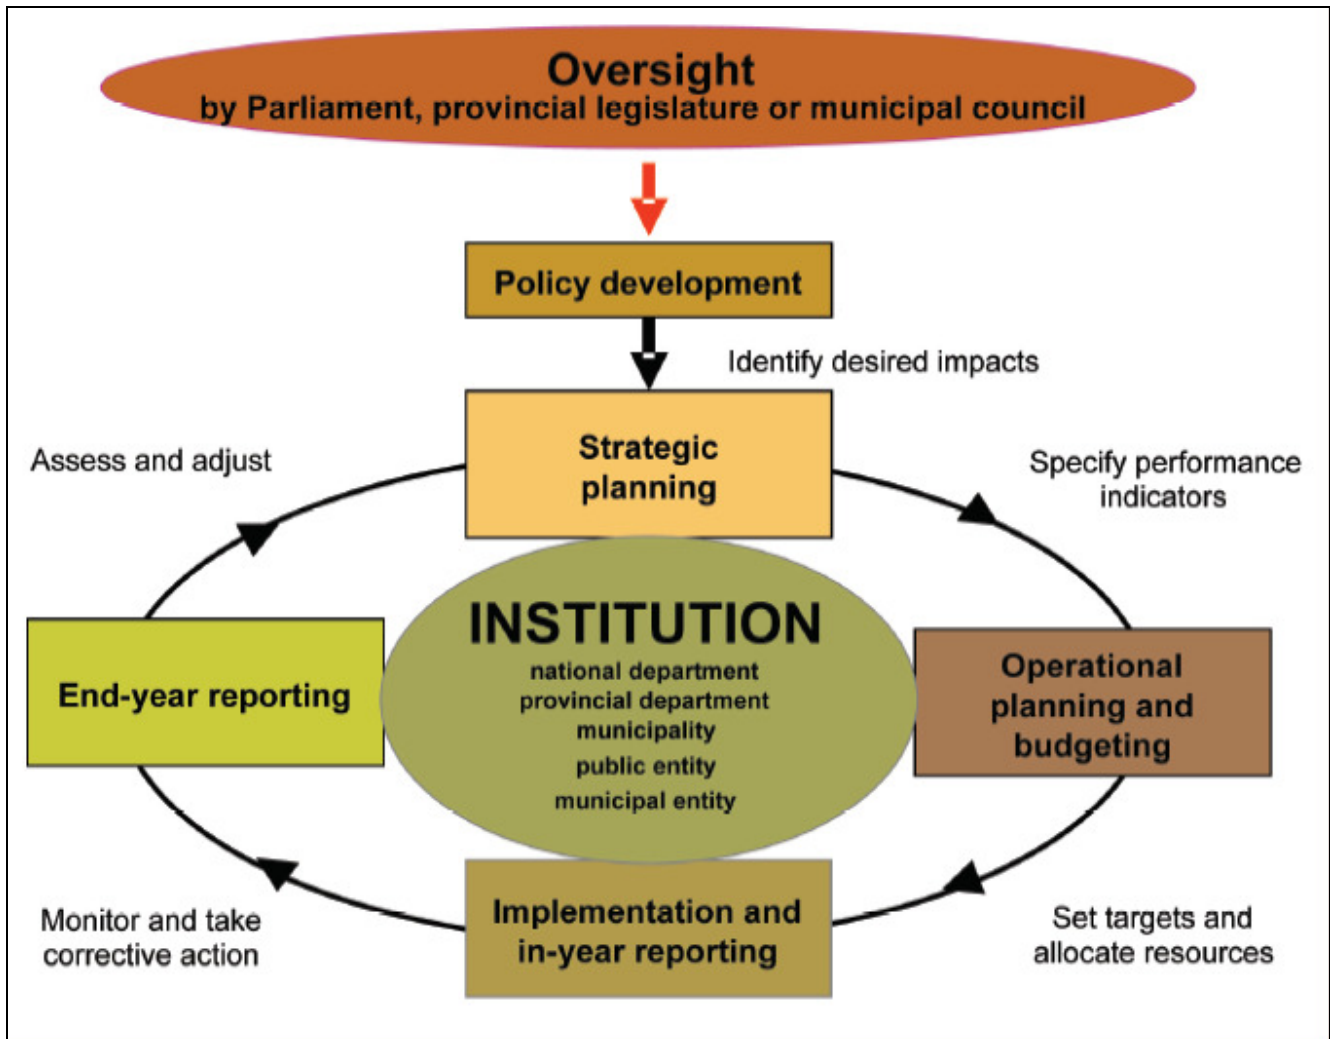 Oversight
by Parliament, provincial legislature or municipal council
Policy development
Identify desired impacts
Strategic
planning
Assess and adjust
Specify performance
indicators
INSTITUTION
national department
provincial department
municipality
public entity
municipal entity
End-year reporting
Operational
planning and
budgeting
Implementation and
in-year reporting
Monitor and take
corrective action
Set targets and
allocate resources